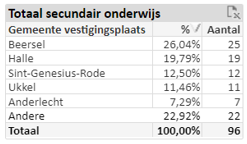 Totaal secundair onderwijs
Gemeente vestigingsplaats % Aantal
Beersel 26,04% 25
Halle 19,79% 19
Sint-Genesius-Rode 12,50% 12
Ukkel 11,46% 11
Anderlecht 7,29% 7
Andere 22,92% 22
Totaal 100,00% 96